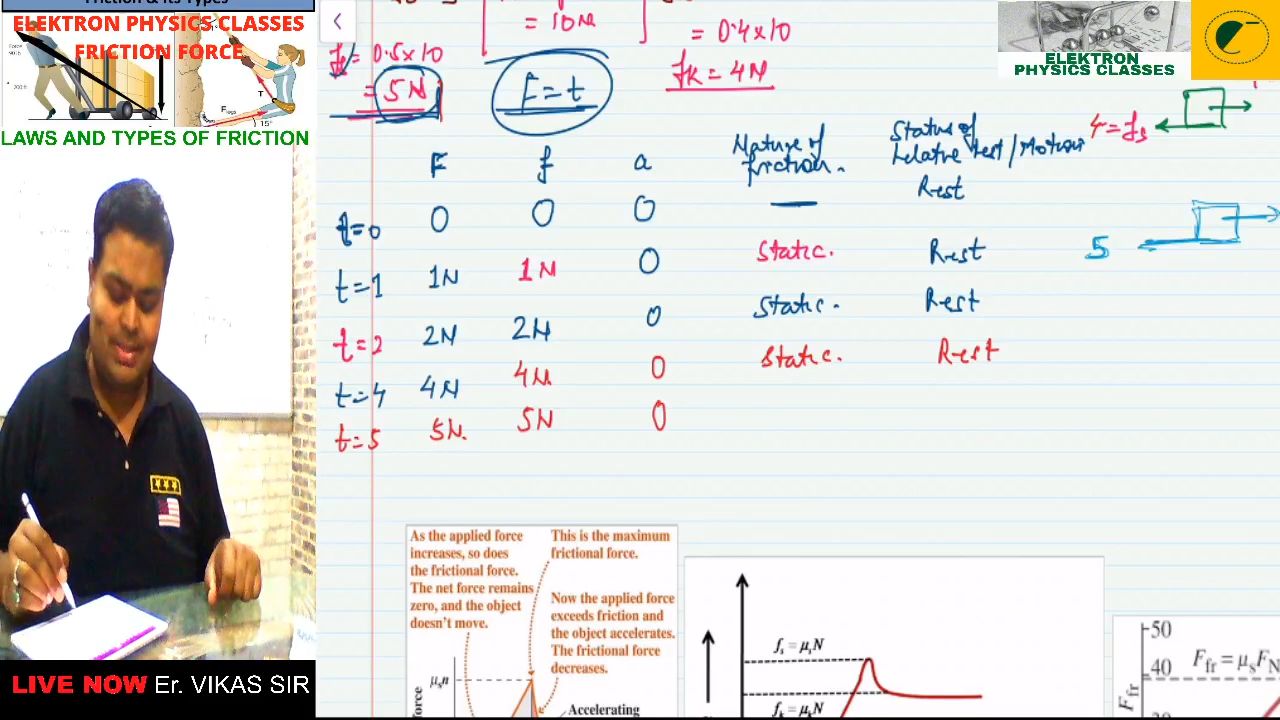 Friction & Its Types
ELEKTRON PHYSICS CLASSES
FRICTION FORCE
LAWS AND TYPES OF FRICTION
= 10N
= 0.4×10
fk = 4N
= 0.5×10
= 5N
F = t
ELEKTRON
PHYSICS CLASSES
4 = fs
5
F f a Nature of friction. Status of Relative Rest/Motion
t=0 0 0 0 — Rest
t=1 1N 1N 0 Static. Rest
t=2 2N 2N 0 Static. Rest
t=4 4N 4N 0 Static. Rest
t=5 5N. 5N 0
As the applied force
increases, so does
the frictional force.
The net force remains
zero, and the object
doesn't move.
This is the maximum
frictional force.
Now the applied force
exceeds friction and
the object accelerates.
The frictional force
decreases.
μsn
force
Accelerating
fs = μsN
fk = μkN
50
40
Ffr = μsFN
Ffr
T
15°
LIVE NOW Er. VIKAS SIR